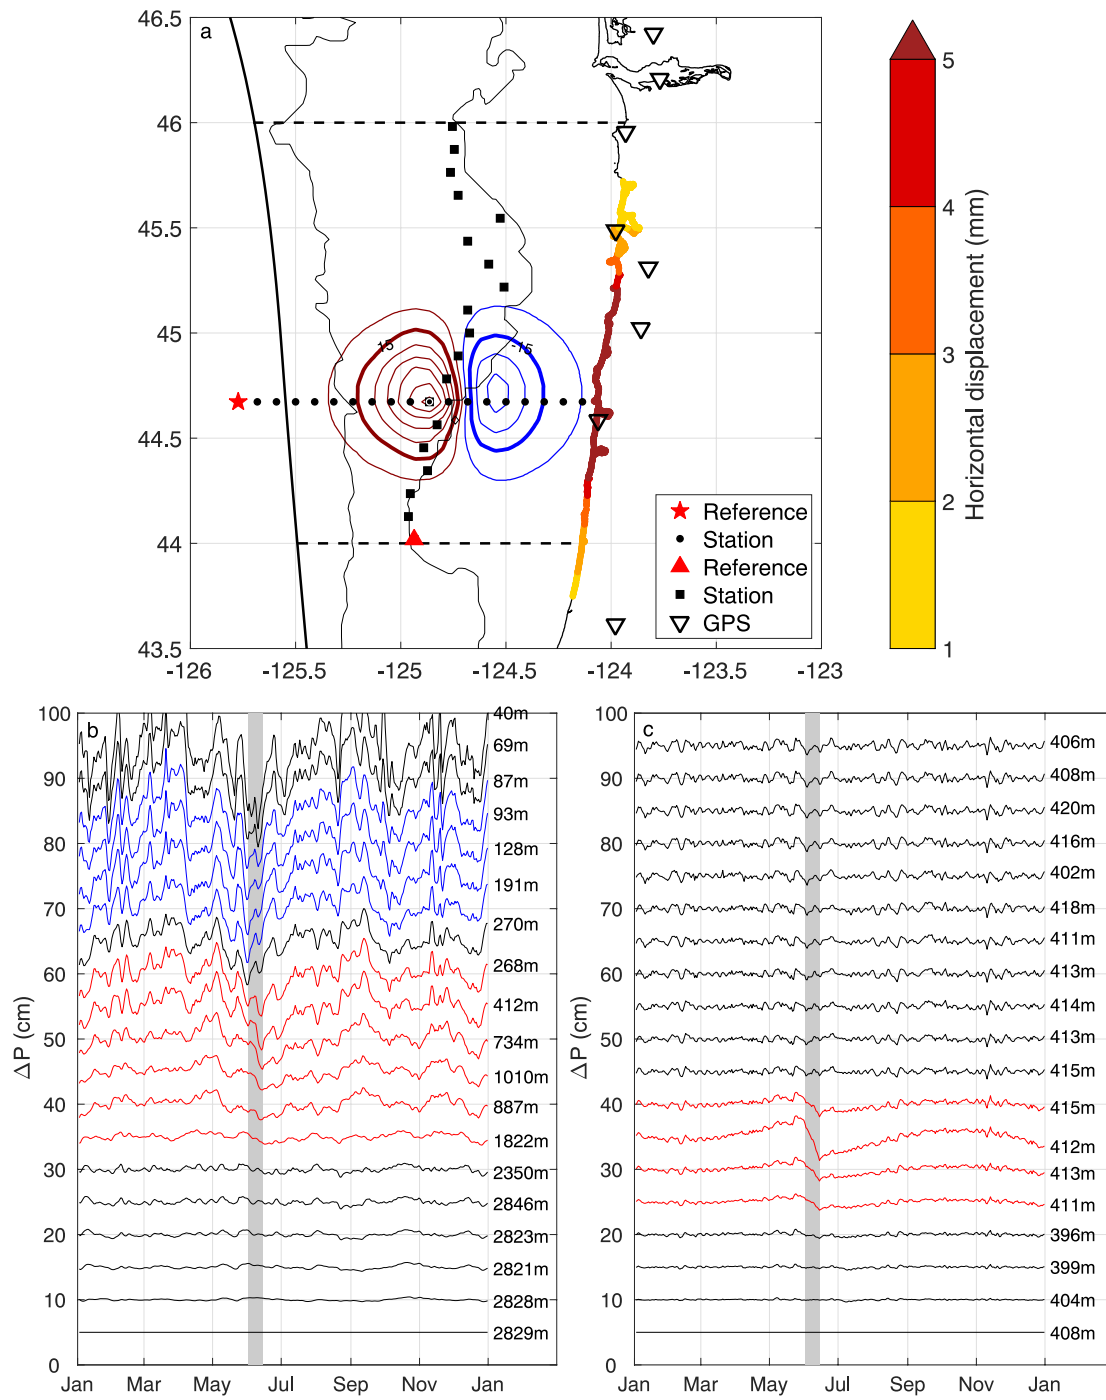 a
46.5
46
45.5
45
44.5
44
43.5
-126
-125.5
-125
-124.5
-124
-123.5
-123
15
-15
Reference
Station
Reference
Station
GPS
5
4
3
2
1
Horizontal displacement (mm)
b
100
90
80
70
60
50
40
30
20
10
0
ΔP (cm)
Jan
Mar
May
Jul
Sep
Nov
Jan
40m
69m
87m
93m
128m
191m
270m
268m
412m
734m
1010m
887m
1822m
2350m
2846m
2823m
2821m
2828m
2829m
c
100
90
80
70
60
50
40
30
20
10
0
ΔP (cm)
Jan
Mar
May
Jul
Sep
Nov
Jan
406m
408m
420m
416m
402m
418m
411m
413m
414m
413m
415m
415m
412m
413m
411m
396m
399m
404m
408m